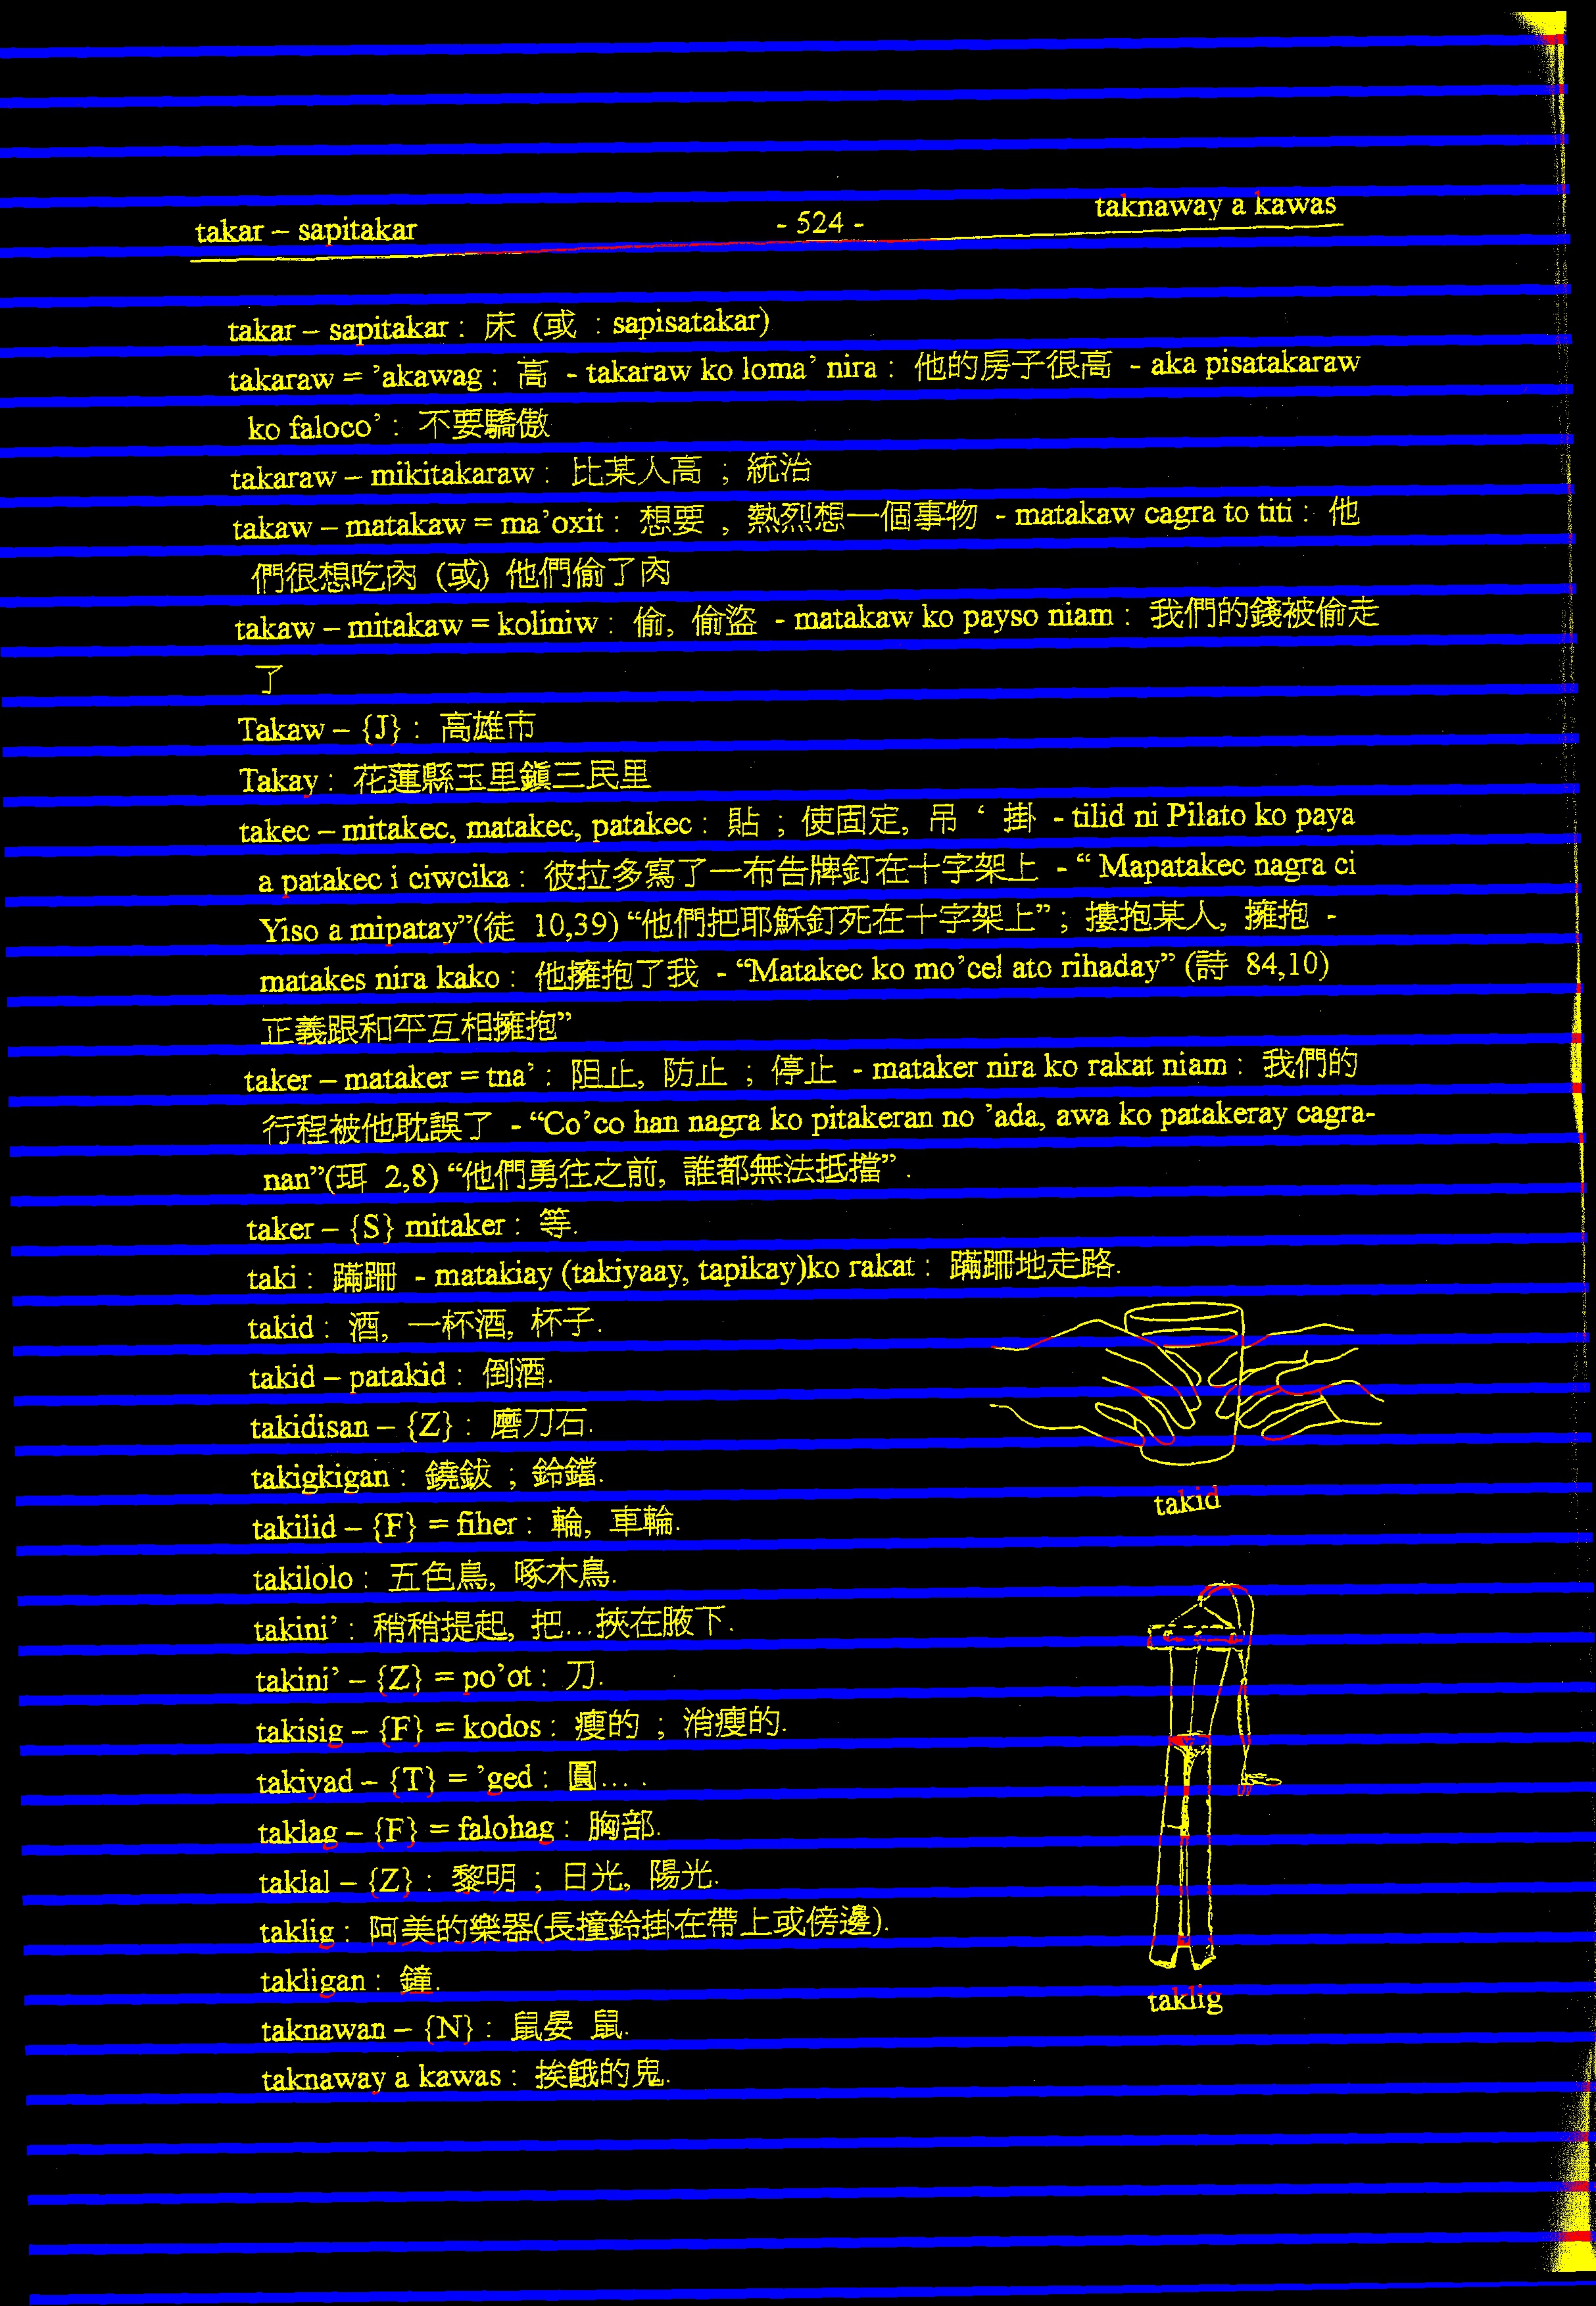 takar – sapitakar
- 524 -
taknaway a kawas
takar – sapitakar : 床 (或 : sapisatakar)
takaraw = ’akawag : 高 - takaraw ko loma’ nira : 他的房子很高 - aka pisatakaraw
ko faloco’ : 不要驕傲
takaraw – mikitakaraw : 比某人高 ; 統治
takaw – matakaw = ma’oxit : 想要 , 熱烈想一個事物 - matakaw cagra to titi : 他
們很想吃肉 (或) 他們偷了肉
takaw – mitakaw = koliniw : 偷, 偷盜 - matakaw ko payso niam : 我們的錢被偷走
了
Takaw – {J} : 高雄市
Takay : 花蓮縣玉里鎮三民里
takec – mitakec, matakec, patakec : 貼 ; 使固定, 吊 ‘ 掛 - tilid ni Pilato ko paya
a patakec i ciwcika : 彼拉多寫了一布告牌釘在十字架上 - “ Mapatakec nagra ci
Yiso a mipatay”(徒 10,39) “他們把耶穌釘死在十字架上” ; 摟抱某人, 擁抱 -
matakes nira kako : 他擁抱了我 - “Matakec ko mo’cel ato rihaday” (詩 84,10)
正義跟和平互相擁抱”
taker – mataker = tna’ : 阻止, 防止 ; 停止 - mataker nira ko rakat niam : 我們的
行程被他耽誤了 - “Co’co han nagra ko pitakeran no ’ada, awa ko patakeray cagra-
nan”(珥 2,8) “他們勇往之前, 誰都無法抵擋” .
taker – {S} mitaker : 等.
taki : 蹣跚 - matakiay (takiyaay, tapikay)ko rakat : 蹣跚地走路.
takid : 酒, 一杯酒, 杯子.
takid – patakid : 倒酒.
takidisan – {Z} : 磨刀石.
takigkigan : 鐃鈸 ; 鈴鐺.
takid
takilid – {F} = fiher : 輪, 車輪.
takilolo : 五色鳥, 啄木鳥.
takini’ : 稍稍提起, 把…挾在腋下.
takini’ – {Z} = po’ot : 刀.
takisig – {F} = kodos : 瘦的 ; 消瘦的.
takiyad – {T} = ’ged : 圓… .
taklag – {F} = falohag : 胸部.
taklal – {Z} : 黎明 ; 日光, 陽光.
taklig : 阿美的樂器(長撞鈴掛在帶上或傍邊).
takligan : 鐘.
taklig
taknawan – {N} : 鼠晏 鼠.
taknaway a kawas : 挨餓的鬼.